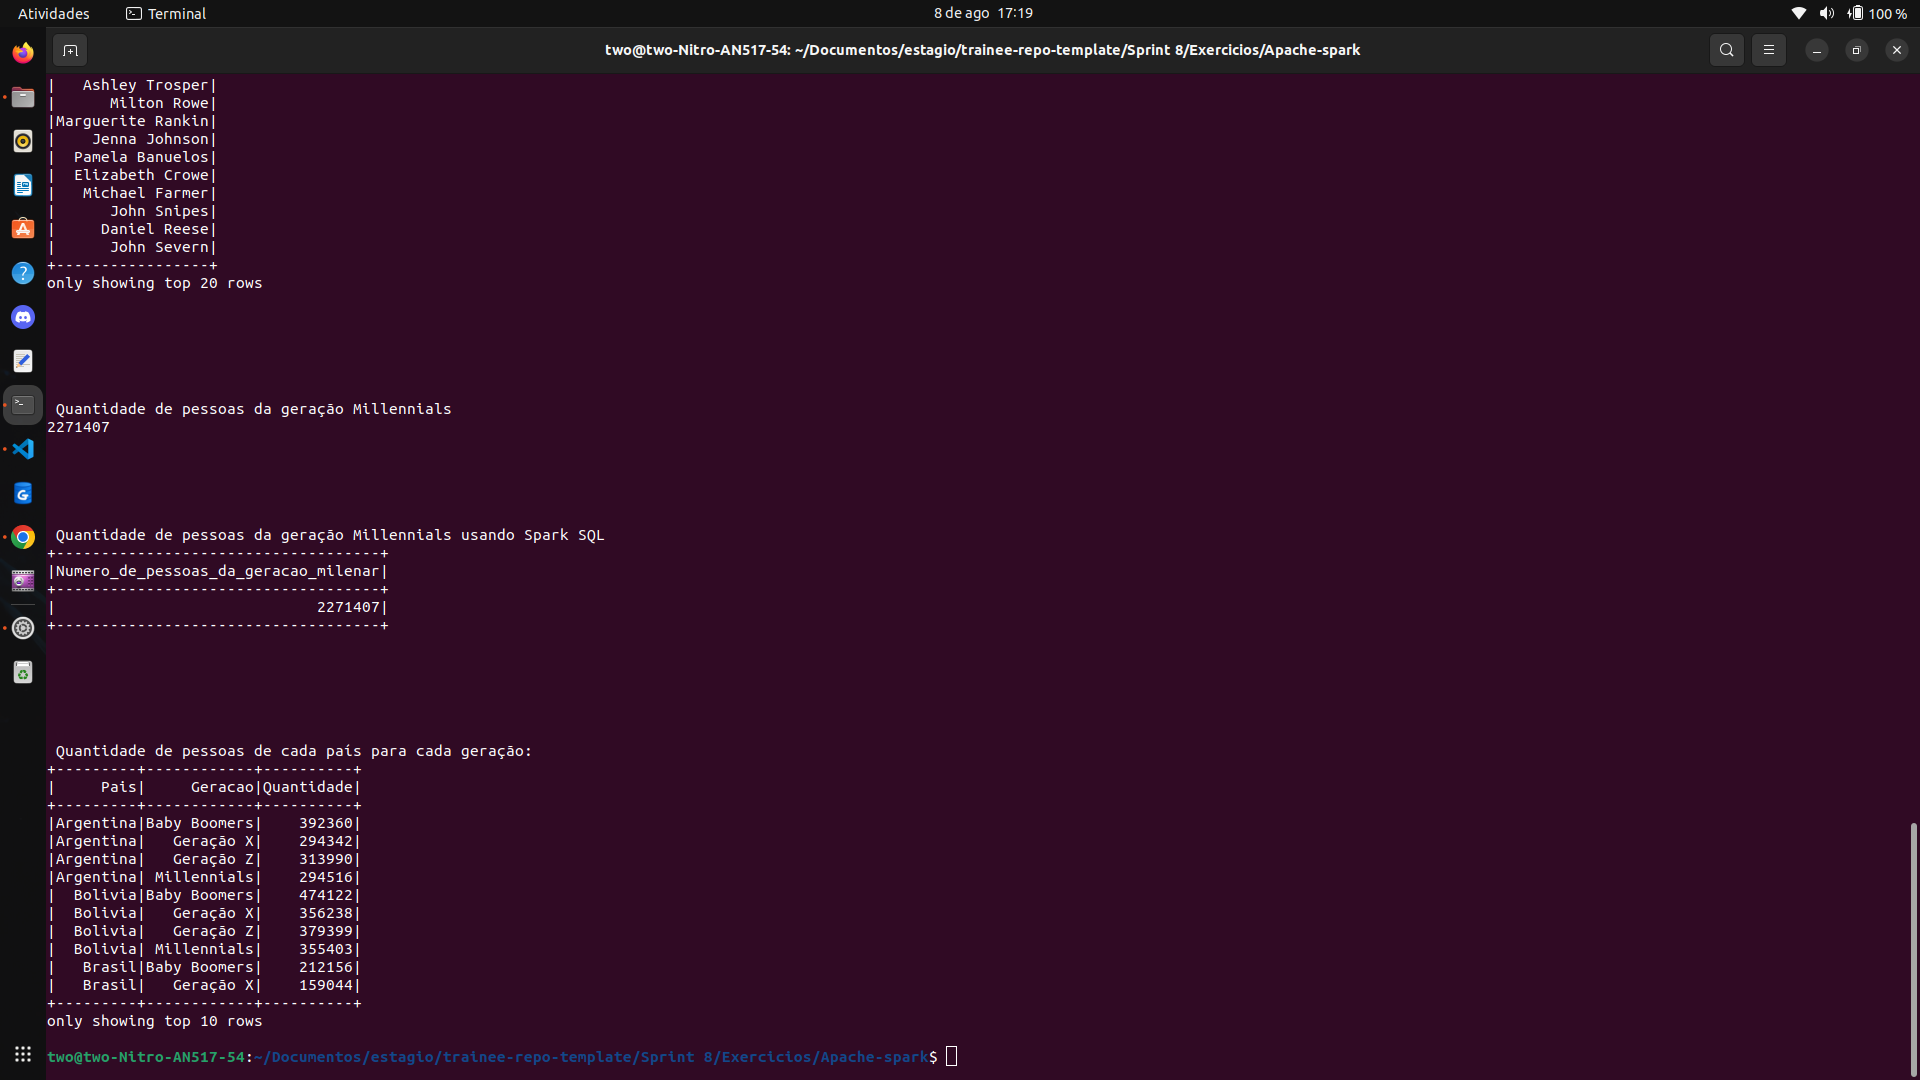 Atividades
Terminal
8 de ago 17:19
100 %
two@two-Nitro-AN517-54: ~/Documentos/estagio/trainee-repo-template/Sprint 8/Exercicios/Apache-spark
|   Ashley Trosper|
|      Milton Rowe|
|Marguerite Rankin|
|    Jenna Johnson|
|  Pamela Banuelos|
|  Elizabeth Crowe|
|   Michael Farmer|
|      John Snipes|
|     Daniel Reese|
|      John Severn|
+-----------------+
only showing top 20 rows
 Quantidade de pessoas da geração Millennials
2271407
 Quantidade de pessoas da geração Millennials usando Spark SQL
+------------------------------------+
|Numero_de_pessoas_da_geracao_milenar|
+------------------------------------+
|                             2271407|
+------------------------------------+
 Quantidade de pessoas de cada país para cada geração:
+---------+------------+----------+
|     Pais|     Geracao|Quantidade|
+---------+------------+----------+
|Argentina|Baby Boomers|    392360|
|Argentina|   Geração X|    294342|
|Argentina|   Geração Z|    313990|
|Argentina| Millennials|    294516|
|  Bolivia|Baby Boomers|    474122|
|  Bolivia|   Geração X|    356238|
|  Bolivia|   Geração Z|    379399|
|  Bolivia| Millennials|    355403|
|   Brasil|Baby Boomers|    212156|
|   Brasil|   Geração X|    159044|
+---------+------------+----------+
only showing top 10 rows
two@two-Nitro-AN517-54:~/Documentos/estagio/trainee-repo-template/Sprint 8/Exercicios/Apache-spark$